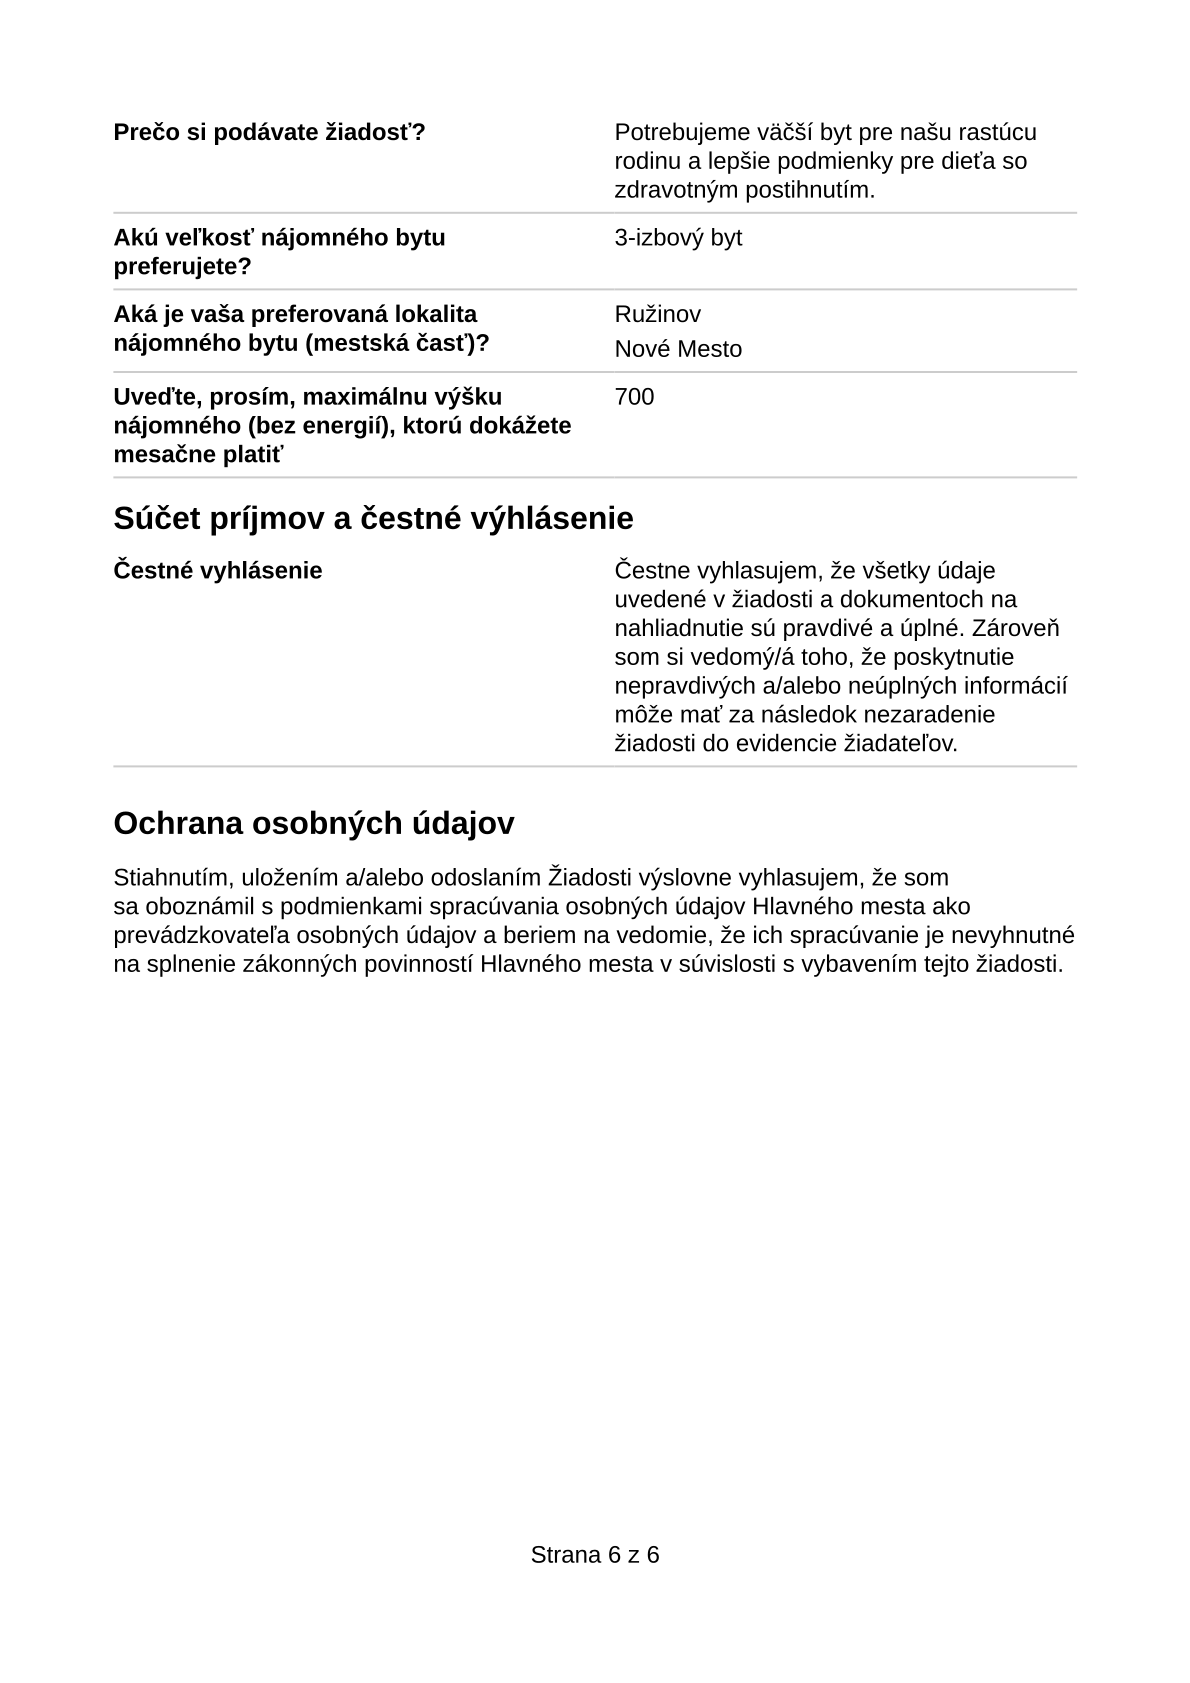 Prečo si podávate žiadosť?
Potrebujeme väčší byt pre našu rastúcu
rodinu a lepšie podmienky pre dieťa so
zdravotným postihnutím.
Akú veľkosť nájomného bytu
preferujete?
3-izbový byt
Aká je vaša preferovaná lokalita
nájomného bytu (mestská časť)?
Ružinov
Nové Mesto
Uveďte, prosím, maximálnu výšku
nájomného (bez energií), ktorú dokážete
mesačne platiť
700
Súčet príjmov a čestné výhlásenie
Čestné vyhlásenie
Čestne vyhlasujem, že všetky údaje
uvedené v žiadosti a dokumentoch na
nahliadnutie sú pravdivé a úplné. Zároveň
som si vedomý/á toho, že poskytnutie
nepravdivých a/alebo neúplných informácií
môže mať za následok nezaradenie
žiadosti do evidencie žiadateľov.
Ochrana osobných údajov
Stiahnutím, uložením a/alebo odoslaním Žiadosti výslovne vyhlasujem, že som
sa oboznámil s podmienkami spracúvania osobných údajov Hlavného mesta ako
prevádzkovateľa osobných údajov a beriem na vedomie, že ich spracúvanie je nevyhnutné
na splnenie zákonných povinností Hlavného mesta v súvislosti s vybavením tejto žiadosti.
Strana 6 z 6